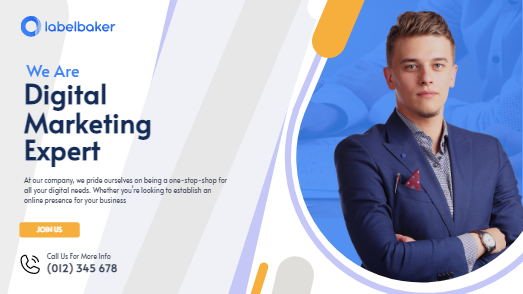 labelbaker
We Are
Digital
Marketing
Expert
At our company, we pride ourselves on being a one-stop-shop for
all your digital needs. Whether you're looking to establish an
online presence for your business
JOIN US
Call Us For More Info
(012) 345 678